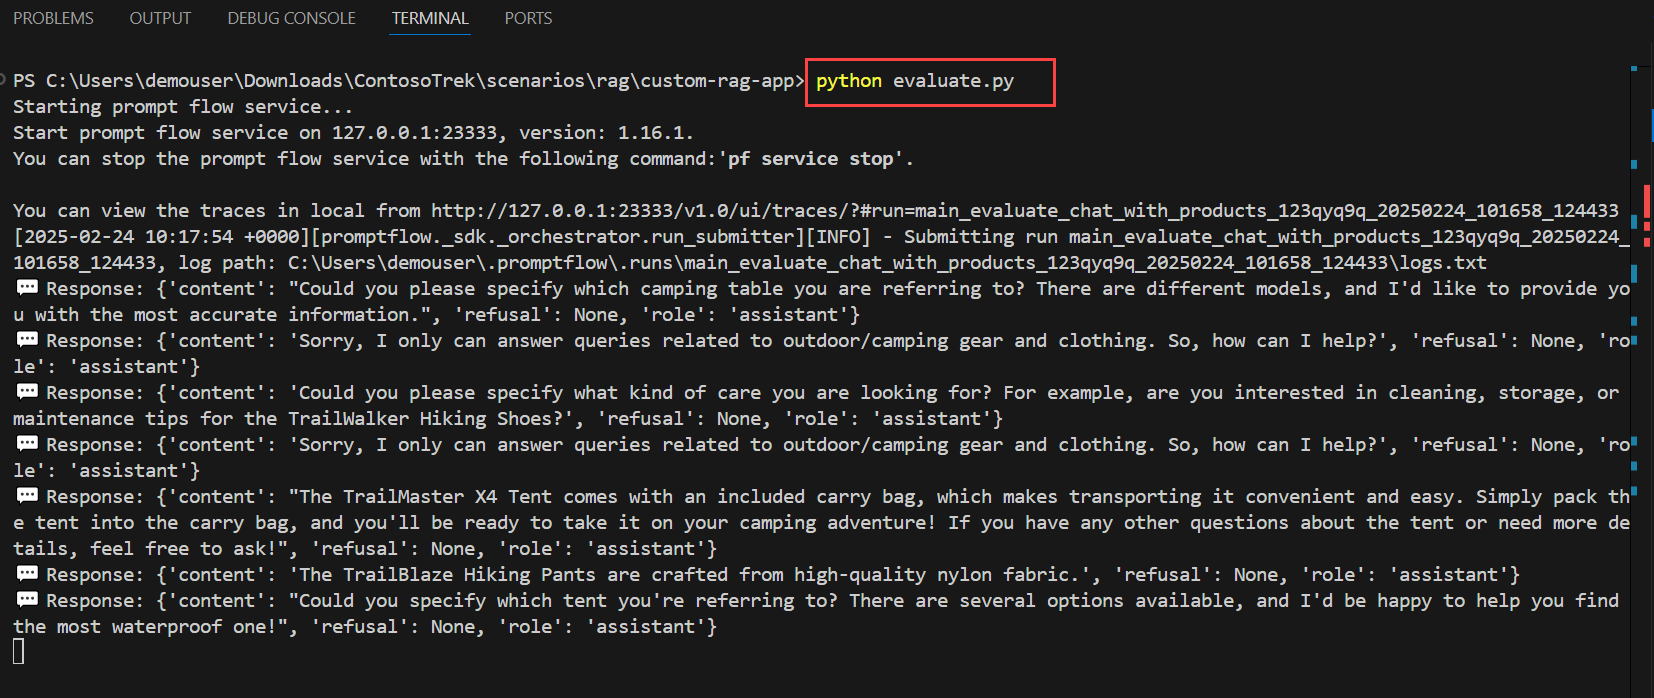 PROBLEMS OUTPUT DEBUG CONSOLE TERMINAL PORTS
PS C:\Users\demouser\Downloads\ContosoTrek\scenarios\rag\custom-rag-app> python evaluate.py
Starting prompt flow service...
Start prompt flow service on 127.0.0.1:23333, version: 1.16.1.
You can stop the prompt flow service with the following command:'pf service stop'.
You can view the traces in local from http://127.0.0.1:23333/v1.0/ui/traces/?#run=main_evaluate_chat_with_products_123qyq9q_20250224_101658_124433
[2025-02-24 10:17:54 +0000][promptflow._sdk._orchestrator.run_submitter][INFO] - Submitting run main_evaluate_chat_with_products_123qyq9q_20250224_
101658_124433, log path: C:\Users\demouser\.promptflow\.runs\main_evaluate_chat_with_products_123qyq9q_20250224_101658_124433\logs.txt
💬 Response: {'content': "Could you please specify which camping table you are referring to? There are different models, and I'd like to provide yo
u with the most accurate information.", 'refusal': None, 'role': 'assistant'}
💬 Response: {'content': 'Sorry, I only can answer queries related to outdoor/camping gear and clothing. So, how can I help?', 'refusal': None, 'ro
le': 'assistant'}
💬 Response: {'content': 'Could you please specify what kind of care you are looking for? For example, are you interested in cleaning, storage, or
maintenance tips for the TrailWalker Hiking Shoes?', 'refusal': None, 'role': 'assistant'}
💬 Response: {'content': 'Sorry, I only can answer queries related to outdoor/camping gear and clothing. So, how can I help?', 'refusal': None, 'ro
le': 'assistant'}
💬 Response: {'content': "The TrailMaster X4 Tent comes with an included carry bag, which makes transporting it convenient and easy. Simply pack th
e tent into the carry bag, and you'll be ready to take it on your camping adventure! If you have any other questions about the tent or need more de
tails, feel free to ask!", 'refusal': None, 'role': 'assistant'}
💬 Response: {'content': 'The TrailBlaze Hiking Pants are crafted from high-quality nylon fabric.', 'refusal': None, 'role': 'assistant'}
💬 Response: {'content': "Could you specify which tent you're referring to? There are several options available, and I'd be happy to help you find
the most waterproof one!", 'refusal': None, 'role': 'assistant'}